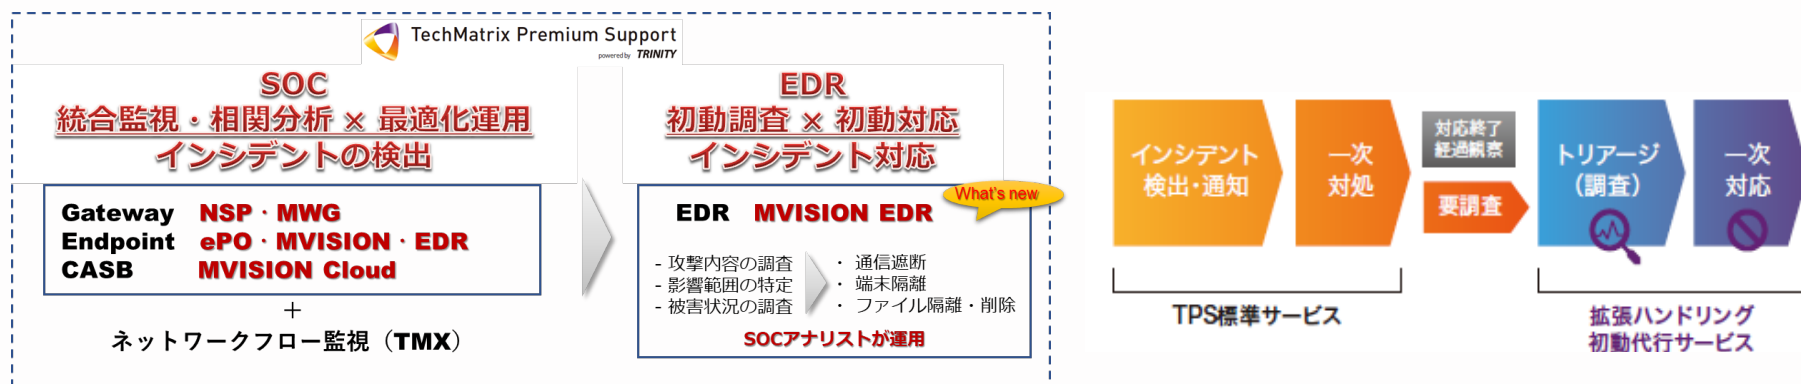 TechMatrix Premium Support
powered by TRINITY
SOC
統合監視・相関分析 × 最適化運用
インシデントの検出
Gateway NSP・MWG
Endpoint ePO・MVISION・EDR
CASB MVISION Cloud
+
ネットワークフロー監視（TMX）
EDR
初動調査 × 初動対応
インシデント対応
What's new
EDR MVISION EDR
- 攻撃内容の調査
- 影響範囲の特定
- 被害状況の調査
・ 通信遮断
・ 端末隔離
・ ファイル隔離・削除
SOCアナリストが運用
インシデント
検出・通知
一次
対処
対応終了
経過観察
要調査
トリアージ
（調査）
一次
対応
TPS標準サービス
拡張ハンドリング
初動代行サービス